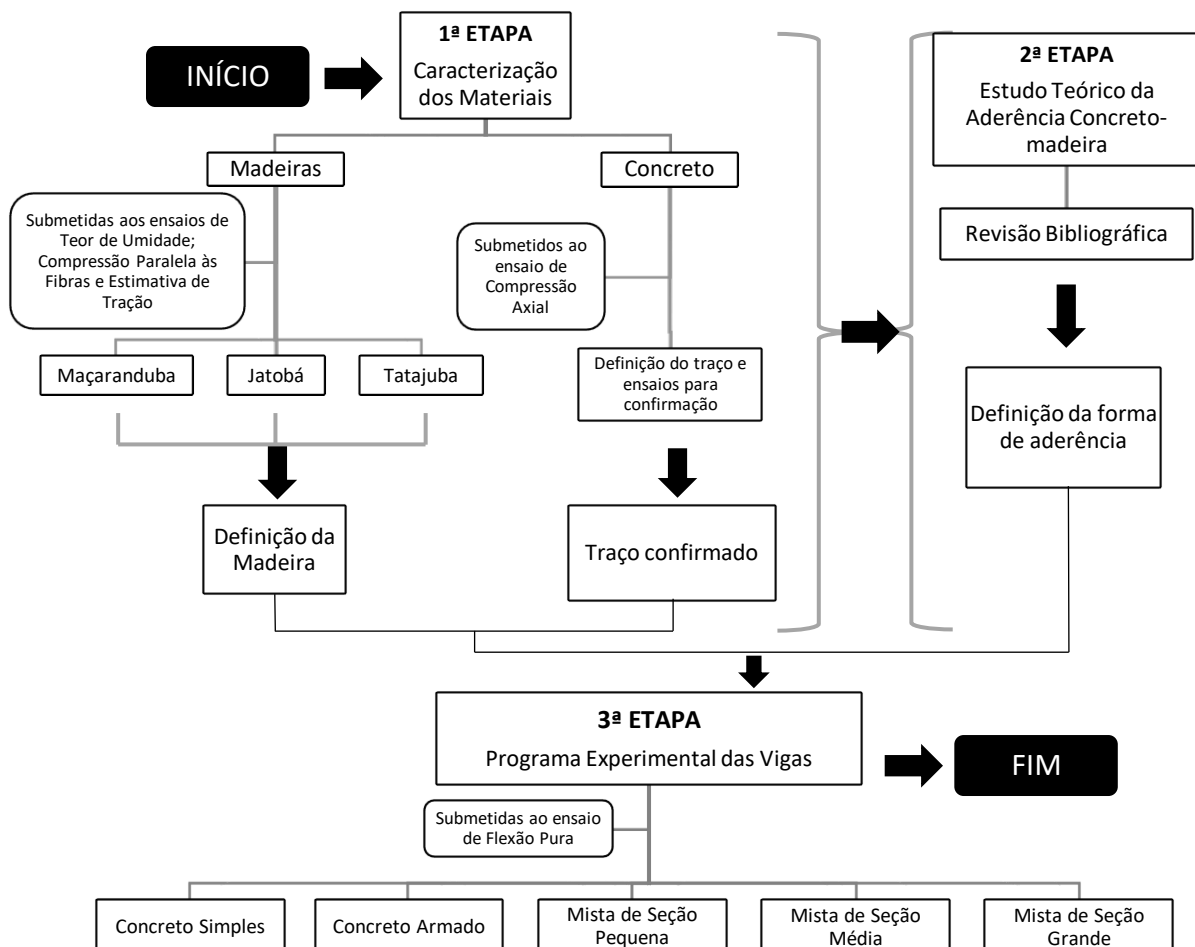 INÍCIO
1ª ETAPA
Caracterização
dos Materiais
Madeiras
Concreto
Submetidas aos ensaios de
Teor de Umidade;
Compressão Paralela às
Fibras e Estimativa de
Tração
Submetidos ao
ensaio de
Compressão
Axial
Maçaranduba
Jatobá
Tatajuba
Definição do traço e
ensaios para
confirmação
Definição da
Madeira
Traço confirmado
2ª ETAPA
Estudo Teórico da
Aderência Concreto-
madeira
Revisão Bibliográfica
Definição da forma
de aderência
3ª ETAPA
Programa Experimental das Vigas
FIM
Submetidas ao ensaio
de Flexão Pura
Concreto Simples
Concreto Armado
Mista de Seção
Pequena
Mista de Seção
Média
Mista de Seção
Grande